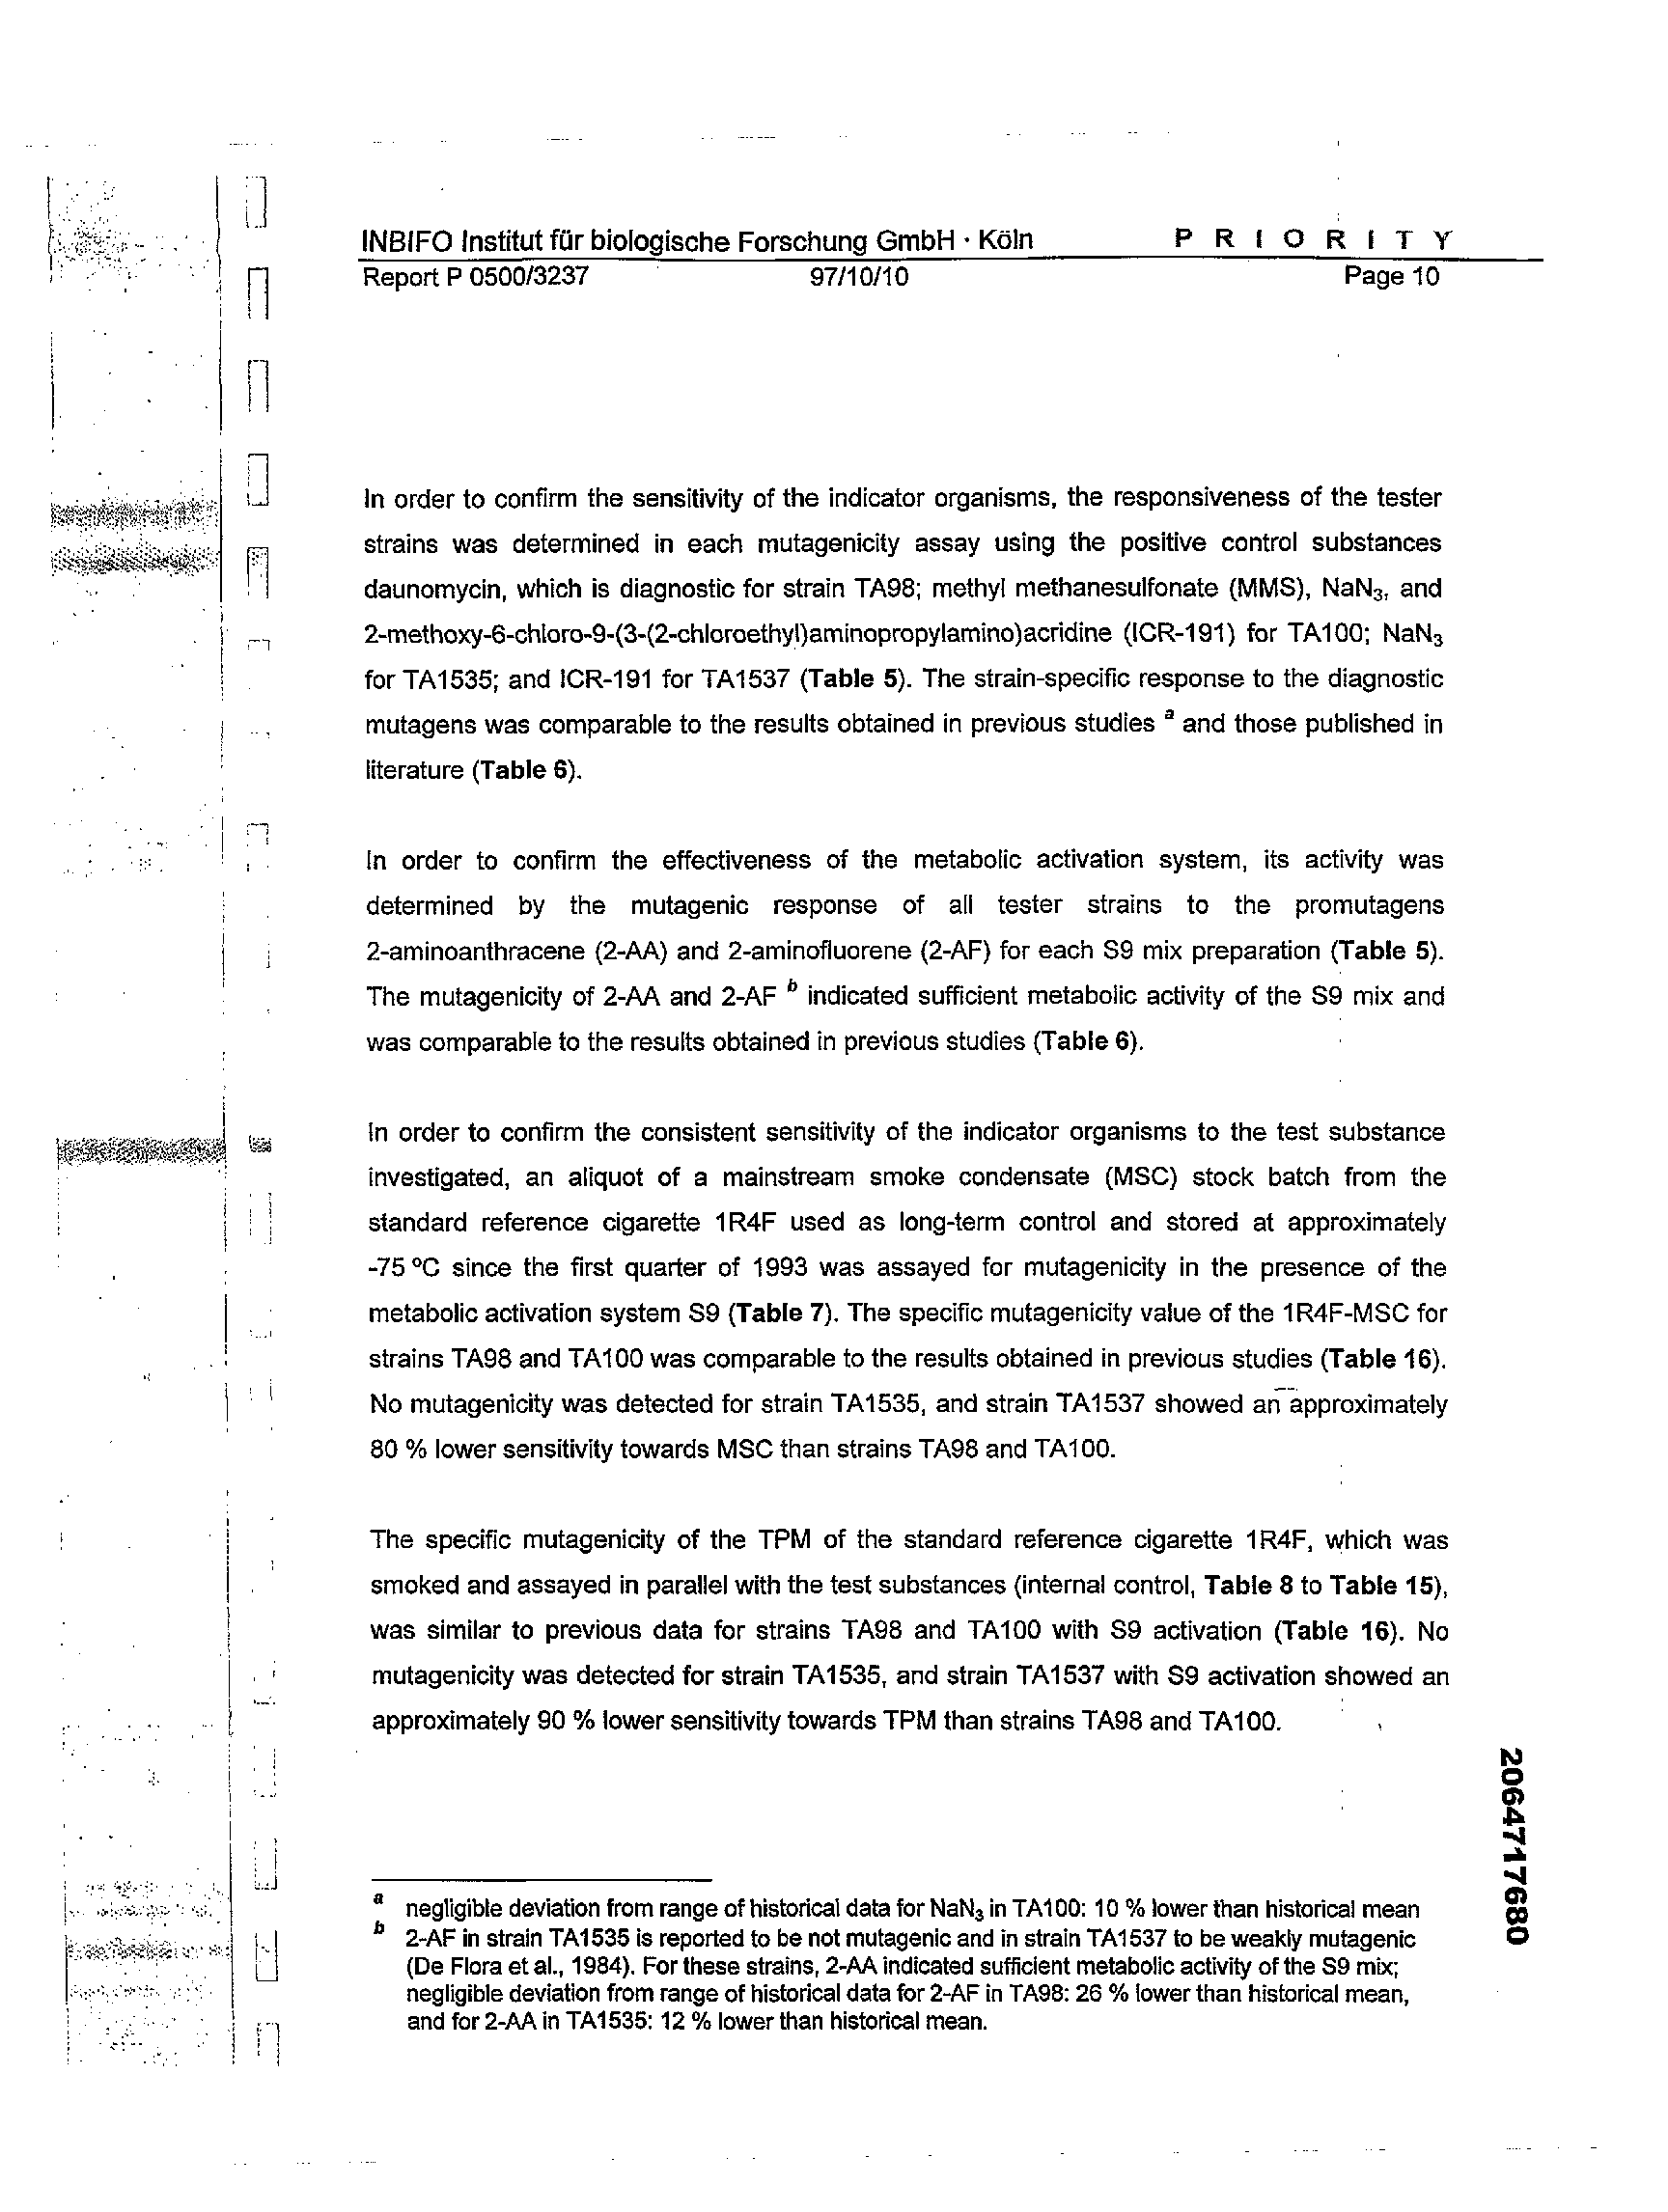 INBIFO Institut für biologische Forschung GmbH · Köln P R I O R I T Y
Report P 0500/3237 97/10/10 Page 10
In order to confirm the sensitivity of the indicator organisms, the responsiveness of the tester
strains was determined in each mutagenicity assay using the positive control substances
daunomycin, which is diagnostic for strain TA98; methyl methanesulfonate (MMS), NaN₃, and
2-methoxy-6-chloro-9-(3-(2-chloroethyl)aminopropylamino)acridine (ICR-191) for TA100; NaN₃
for TA1535; and ICR-191 for TA1537 (Table 5). The strain-specific response to the diagnostic
mutagens was comparable to the results obtained in previous studies ª and those published in
literature (Table 6).
In order to confirm the effectiveness of the metabolic activation system, its activity was
determined by the mutagenic response of all tester strains to the promutagens
2-aminoanthracene (2-AA) and 2-aminofluorene (2-AF) for each S9 mix preparation (Table 5).
The mutagenicity of 2-AA and 2-AF ᵇ indicated sufficient metabolic activity of the S9 mix and
was comparable to the results obtained in previous studies (Table 6).
In order to confirm the consistent sensitivity of the indicator organisms to the test substance
investigated, an aliquot of a mainstream smoke condensate (MSC) stock batch from the
standard reference cigarette 1R4F used as long-term control and stored at approximately
-75 ºC since the first quarter of 1993 was assayed for mutagenicity in the presence of the
metabolic activation system S9 (Table 7). The specific mutagenicity value of the 1R4F-MSC for
strains TA98 and TA100 was comparable to the results obtained in previous studies (Table 16).
No mutagenicity was detected for strain TA1535, and strain TA1537 showed an approximately
80 % lower sensitivity towards MSC than strains TA98 and TA100.
The specific mutagenicity of the TPM of the standard reference cigarette 1R4F, which was
smoked and assayed in parallel with the test substances (internal control, Table 8 to Table 15),
was similar to previous data for strains TA98 and TA100 with S9 activation (Table 16). No
mutagenicity was detected for strain TA1535, and strain TA1537 with S9 activation showed an
approximately 90 % lower sensitivity towards TPM than strains TA98 and TA100.
ª negligible deviation from range of historical data for NaN₃ in TA100: 10 % lower than historical mean
ᵇ 2-AF in strain TA1535 is reported to be not mutagenic and in strain TA1537 to be weakly mutagenic
(De Flora et al., 1984). For these strains, 2-AA indicated sufficient metabolic activity of the S9 mix;
negligible deviation from range of historical data for 2-AF in TA98: 26 % lower than historical mean,
and for 2-AA in TA1535: 12 % lower than historical mean.
2064717680